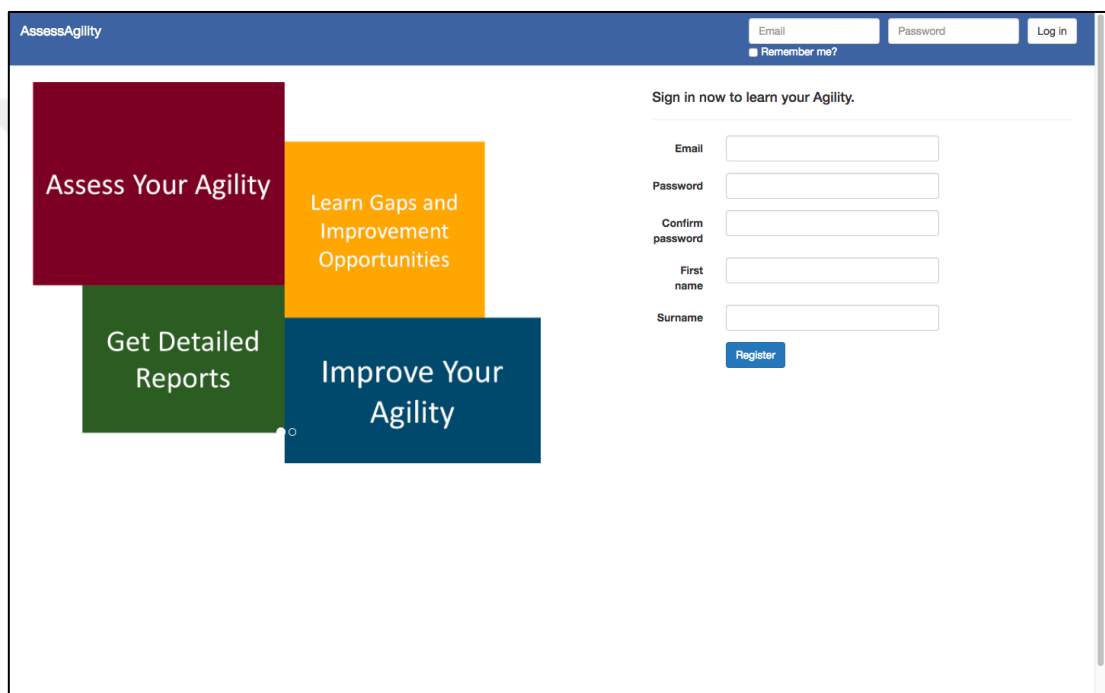 AssessAgility
Email
Password
Log in
Remember me?
Assess Your Agility
Learn Gaps and
Improvement
Opportunities
Get Detailed
Reports
Improve Your
Agility
Sign in now to learn your Agility.
Email
Password
Confirm
password
First
name
Surname
Register